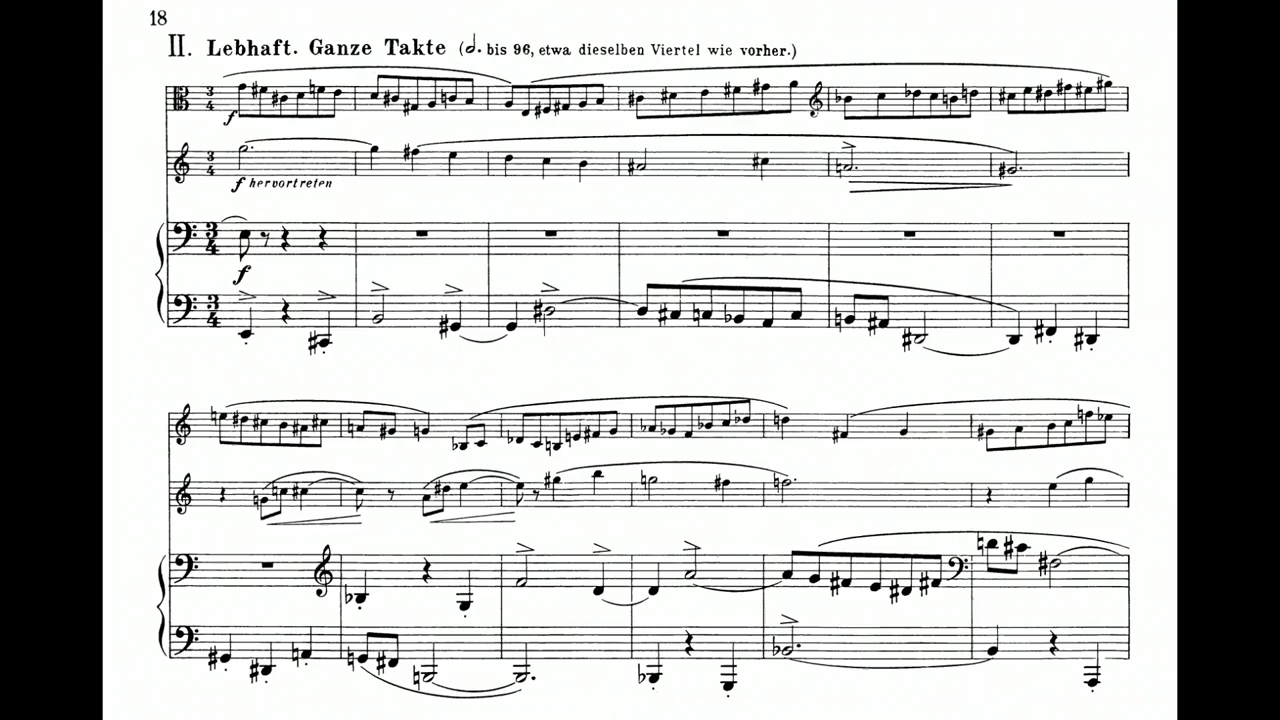 18
II. Lebhaft. Ganze Takte (𝅗𝅥. bis 96, etwa dieselben Viertel wie vorher.)
f
f hervortreten
f